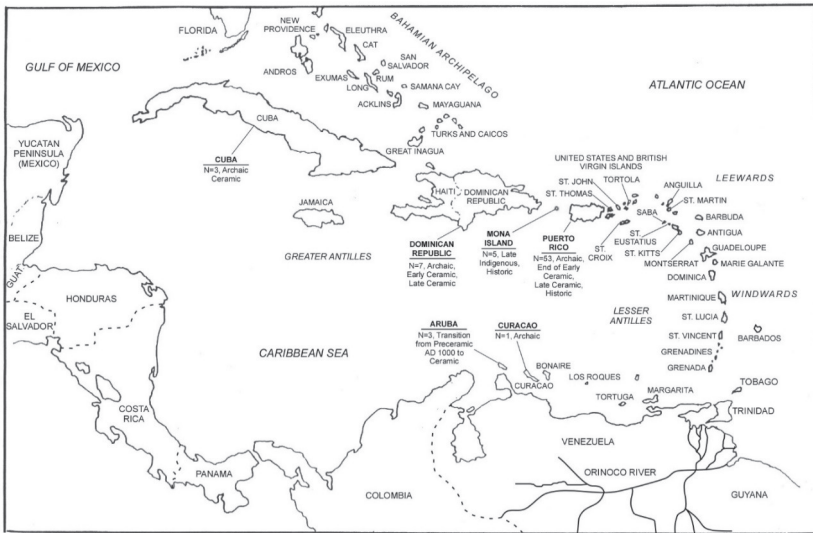 FLORIDA
NEW
PROVIDENCE
ELEUTHRA
CAT
BAHAMIAN ARCHIPELAGO
GULF OF MEXICO
ANDROS
EXUMAS
LONG
RUM
SAN
SALVADOR
SAMANA CAY
ACKLINS
MAYAGUANA
ATLANTIC OCEAN
TURKS AND CAICOS
GREAT INAGUA
CUBA
CUBA
N=3, Archaic
Ceramic
YUCATAN
PENINSULA
(MEXICO)
BELIZE
GUAT.
HONDURAS
EL
SALVADOR
COSTA
RICA
PANAMA
JAMAICA
HAITI
DOMINICAN
REPUBLIC
GREATER ANTILLES
DOMINICAN
REPUBLIC
N=7, Archaic,
Early Ceramic,
Late Ceramic
MONA
ISLAND
N=5, Late
Indigenous,
Historic
PUERTO
RICO
N=53, Archaic,
End of Early
Ceramic,
Late Ceramic,
Historic
UNITED STATES AND BRITISH
VIRGIN ISLANDS
ST. JOHN
TORTOLA
ST. THOMAS
ANGUILLA
ST. MARTIN
LEEWARDS
SABA
BARBUDA
ST.
CROIX
ST.
EUSTATIUS
ST. KITTS
ANTIGUA
MONTSERRAT
GUADELOUPE
MARIE GALANTE
DOMINICA
MARTINIQUE
WINDWARDS
LESSER
ANTILLES
ST. LUCIA
ST. VINCENT
BARBADOS
GRENADINES
GRENADA
CARIBBEAN SEA
ARUBA
N=3, Transition
from Preceramic
AD 1000 to
Ceramic
CURACAO
N=1, Archaic
BONAIRE
CURACAO
LOS ROQUES
TORTUGA
MARGARITA
TOBAGO
TRINIDAD
VENEZUELA
ORINOCO RIVER
COLOMBIA
GUYANA